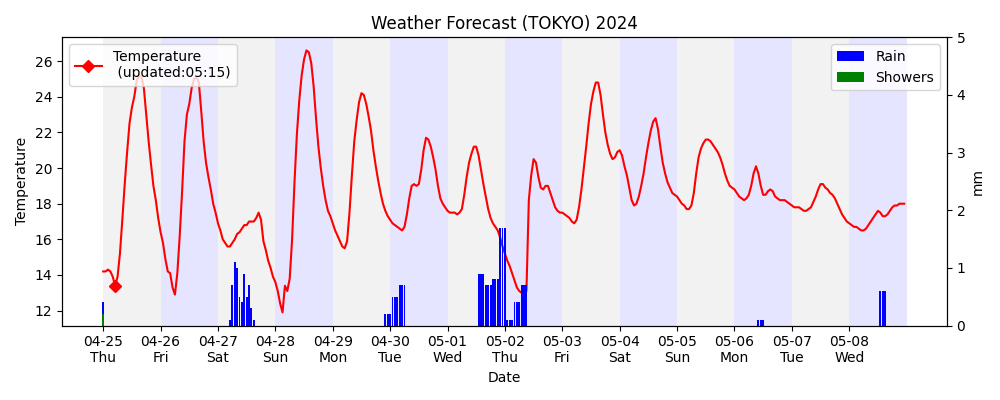 Weather Forecast (TOKYO) 2024
Temperature
(updated:05:15)
Rain
Showers
26
24
22
20
18
16
14
12
Temperature
5
4
3
2
1
0
mm
04-25 04-26 04-27 04-28 04-29 04-30 05-01 05-02 05-03 05-04 05-05 05-06 05-07 05-08
Thu Fri Sat Sun Mon Tue Wed Thu Fri Sat Sun Mon Tue Wed
Date